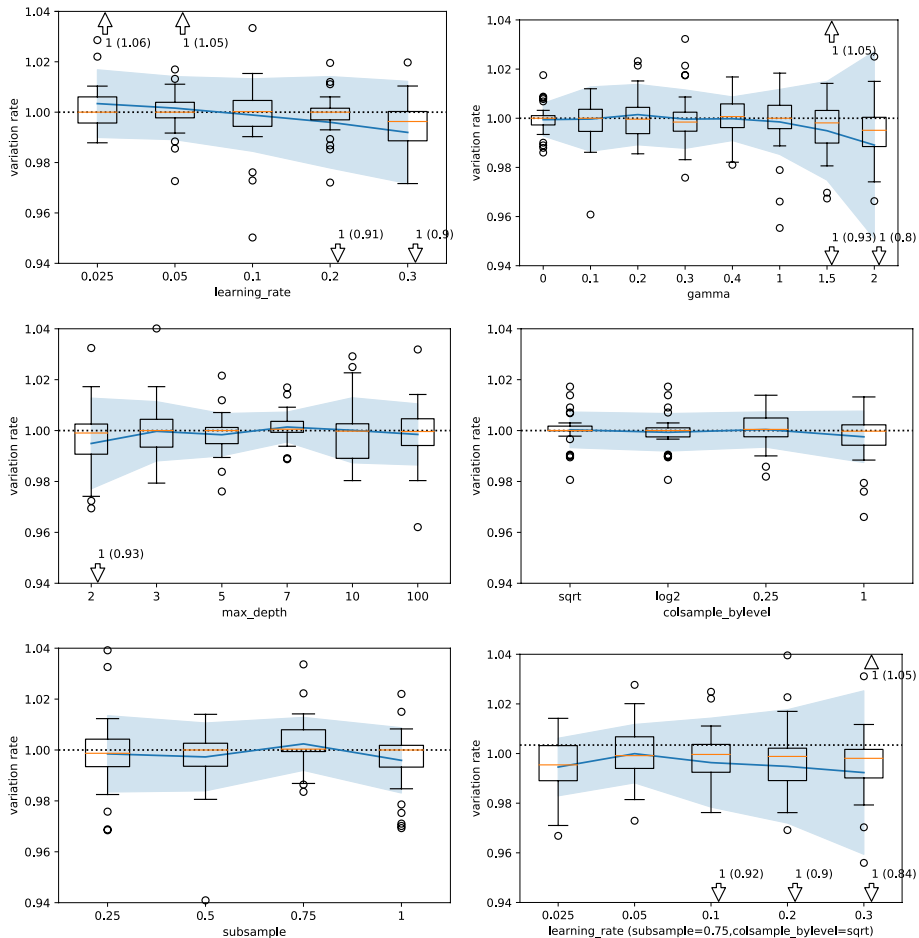 1 (1.06)
1 (1.05)
1.04
1.02
1.00
0.98
0.96
0.94
variation rate
1 (0.91)
1 (0.9)
0.025 0.05 0.1 0.2 0.3
learning_rate
1 (1.05)
1.04
1.02
1.00
0.98
0.96
0.94
variation rate
1 (0.93)
1 (0.8)
0 0.1 0.2 0.3 0.4 1 1.5 2
gamma
1.04
1.02
1.00
0.98
0.96
0.94
variation rate
1 (0.93)
2 3 5 7 10 100
max_depth
1.04
1.02
1.00
0.98
0.96
0.94
variation rate
sqrt log2 0.25 1
colsample_bylevel
1.04
1.02
1.00
0.98
0.96
0.94
variation rate
0.25 0.5 0.75 1
subsample
1.04
1.02
1.00
0.98
0.96
0.94
variation rate
1 (1.05)
1 (0.92)
1 (0.9)
1 (0.84)
0.025 0.05 0.1 0.2 0.3
learning_rate (subsample=0.75,colsample_bylevel=sqrt)